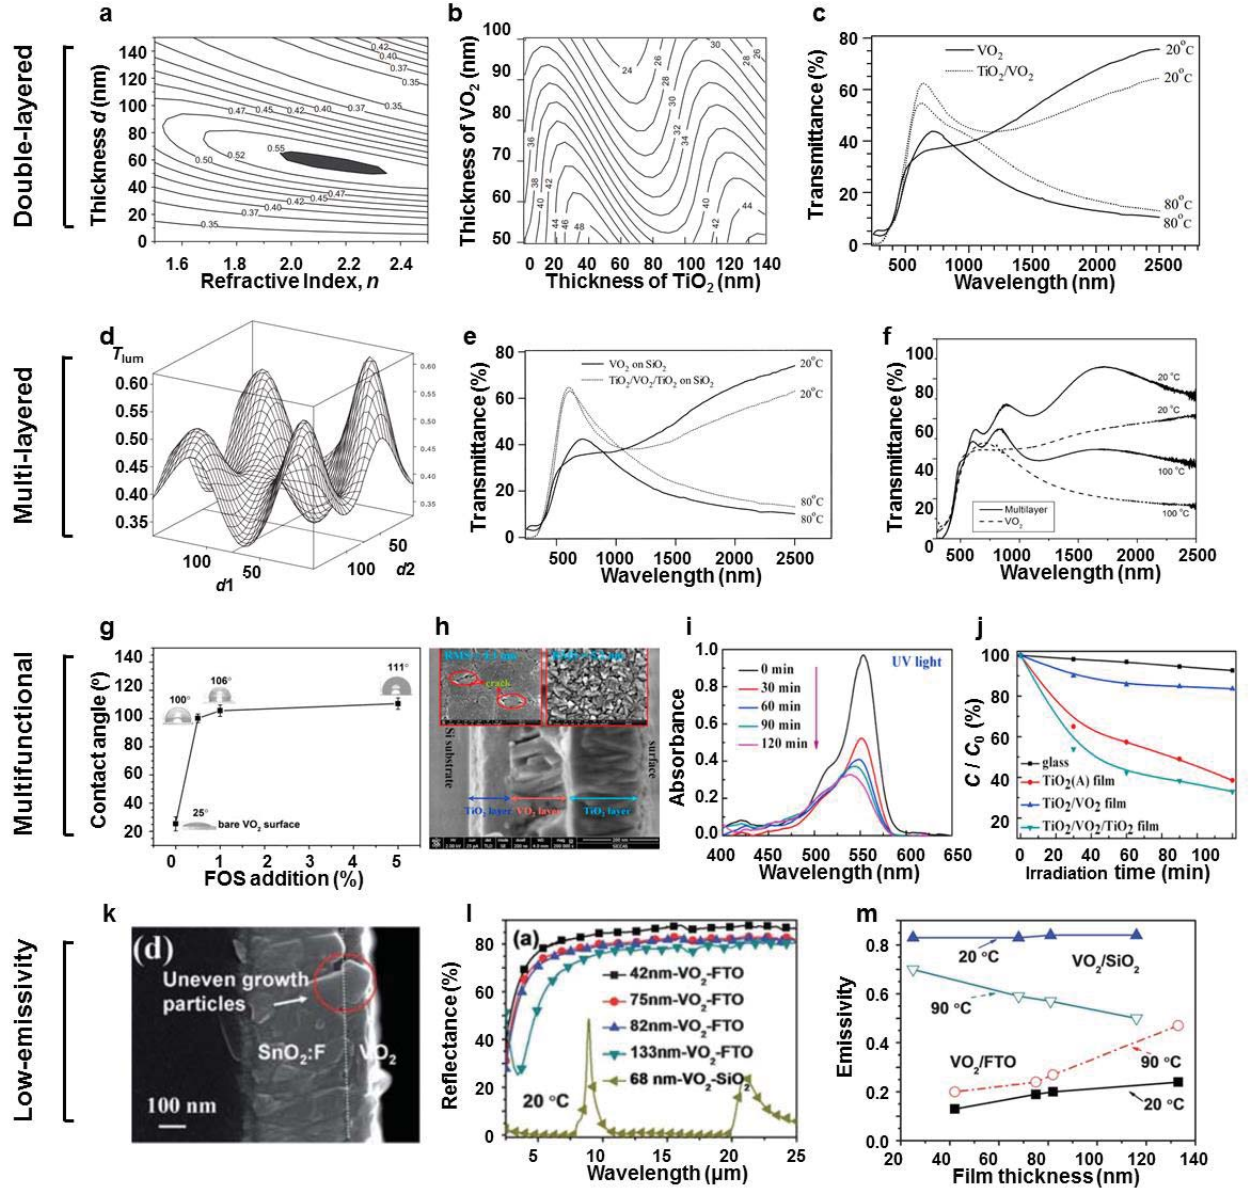 Double-layered
a
Thickness d (nm)
140
120
100
80
60
40
20
0
0.42
0.40
0.37
0.35
0.47
0.45
0.42
0.40
0.37
0.35
0.50
0.52
0.55
0.47
0.45
0.42
0.40
0.37
0.35
1.6
1.8
2.0
2.2
2.4
Refractive Index, n
b
Thickness of VO2 (nm)
100
90
80
70
60
50
30
26
26
28
24
28
30
30
32
34
36
38
40
42
44
46
48
40
42
44
0 20 40 60 80 100 120 140
Thickness of TiO2 (nm)
c
Transmittance (%)
80
60
40
20
0
VO2
TiO2/VO2
20°C
20°C
80°C
80°C
500 1000 1500 2000 2500
Wavelength (nm)
Multi-layered
d
Tlum
0.60
0.55
0.50
0.45
0.40
0.35
0.60
0.55
0.50
0.45
0.40
0.35
100
50
d1
50
100
d2
e
Transmittance (%)
80
60
40
20
0
VO2 on SiO2
TiO2/VO2/TiO2 on SiO2
20°C
20°C
80°C
80°C
500 1000 1500 2000 2500
Wavelength (nm)
f
Transmittance (%)
100
80
60
40
20
0
20 °C
20 °C
100 °C
100 °C
Multilayer
VO2
500 1000 1500 2000 2500
Wavelength (nm)
Multifunctional
g
Contact angle (°)
140
120
100
80
60
40
20
100°
106°
111°
25°
bare VO2 surface
0 1 2 3 4 5
FOS addition (%)
h
crack
Si substrate
surface
TiO2 layer
VO2 layer
TiO2 layer
i
Absorbance
1.0
0.8
0.6
0.4
0.2
0.0
UV light
0 min
30 min
60 min
90 min
120 min
400 450 500 550 600 650
Wavelength (nm)
j
C / C0 (%)
100
80
60
40
20
glass
TiO2(A) film
TiO2/VO2 film
TiO2/VO2/TiO2 film
0 20 40 60 80 100 120
Irradiation time (min)
Low-emissivity
k
(d)
Uneven growth
particles
SnO2:F
VO2
100 nm
l
(a)
Reflectance (%)
80
60
40
20
0
42nm-VO2-FTO
75nm-VO2-FTO
82nm-VO2-FTO
133nm-VO2-FTO
68 nm-VO2-SiO2
20 °C
5 10 15 20 25
Wavelength (μm)
m
Emissivity
0.8
0.6
0.4
0.2
0.0
20 °C
VO2/SiO2
90 °C
VO2/FTO
90 °C
20 °C
20 40 60 80 100 120 140
Film thickness (nm)